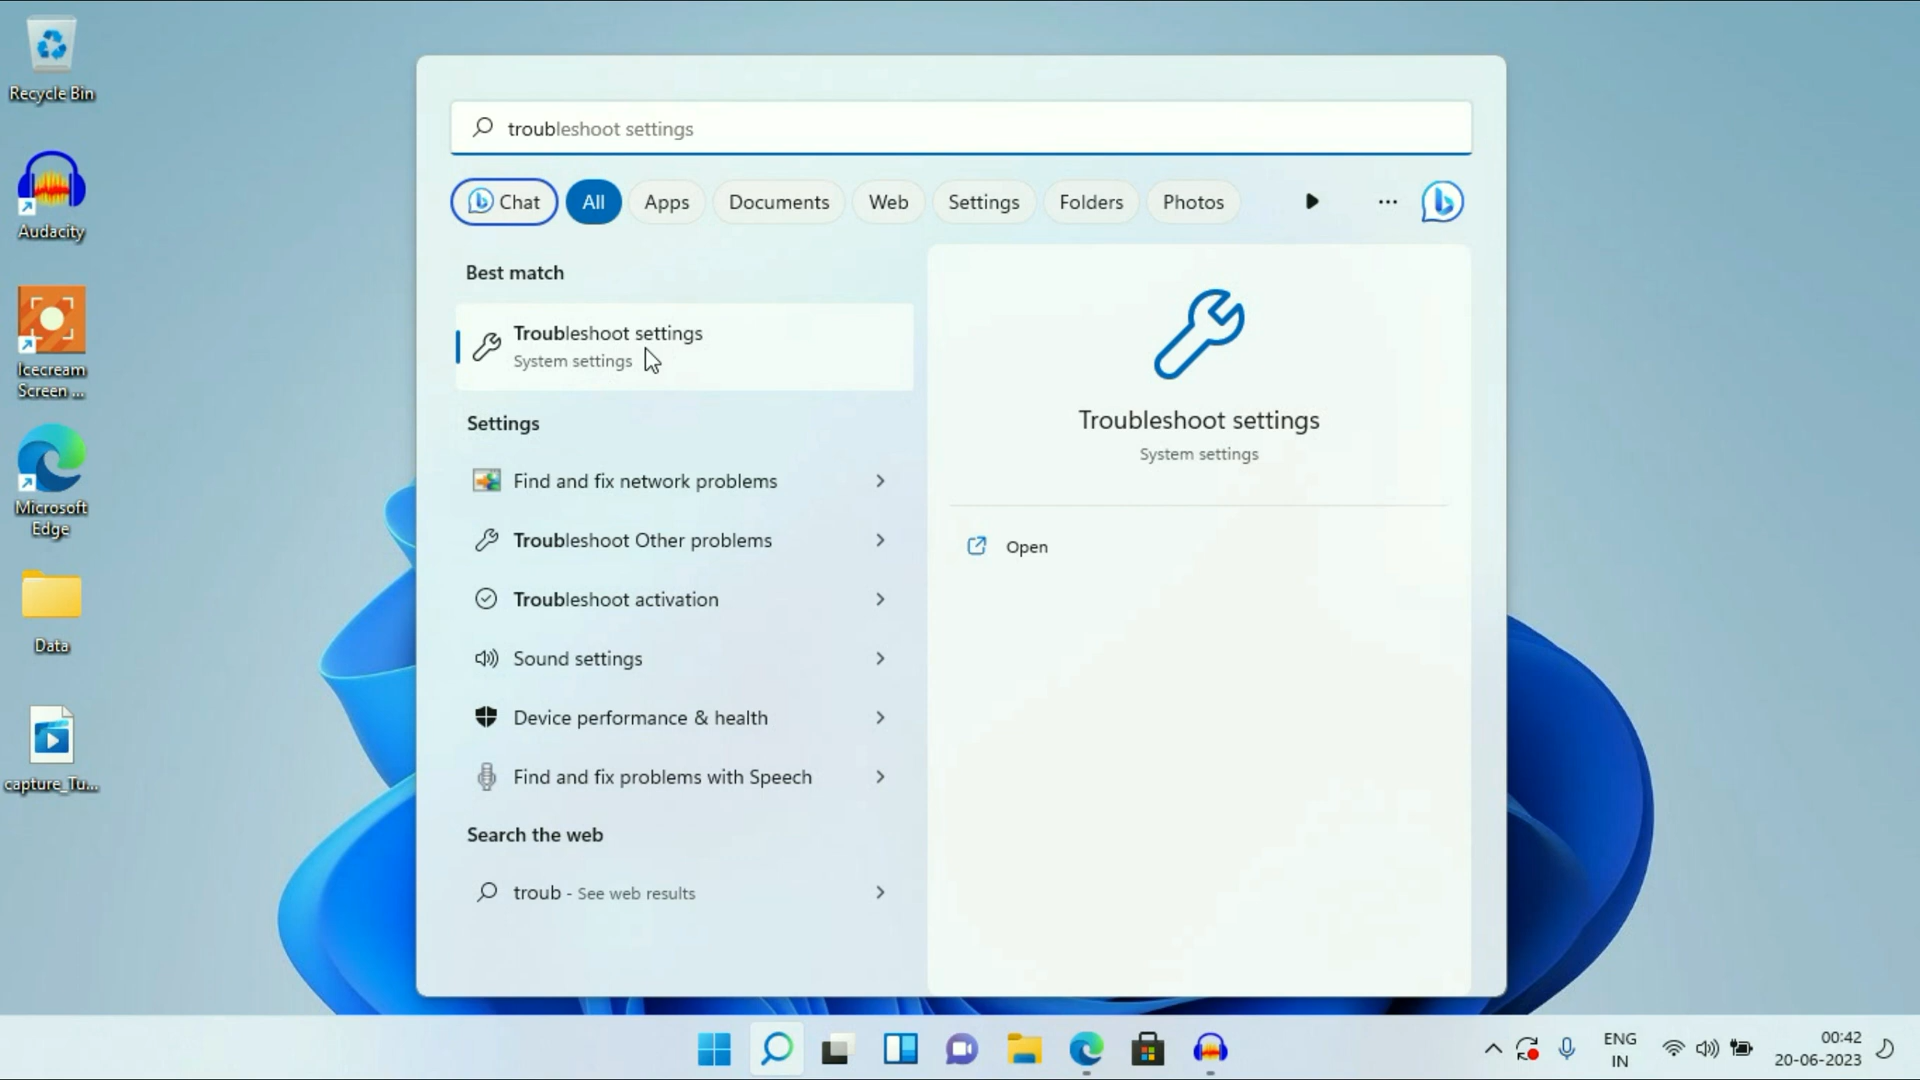 Recycle Bin
Audacity
Icecream
Screen ...
Microsoft
Edge
Data
capture_Tu...
troubleshoot settings
Chat
All
Apps
Documents
Web
Settings
Folders
Photos
...
Best match
Troubleshoot settings
System settings
Settings
Find and fix network problems
Troubleshoot Other problems
Troubleshoot activation
Sound settings
Device performance & health
Find and fix problems with Speech
Search the web
troub - See web results
Troubleshoot settings
System settings
Open
ENG
IN
00:42
20-06-2023